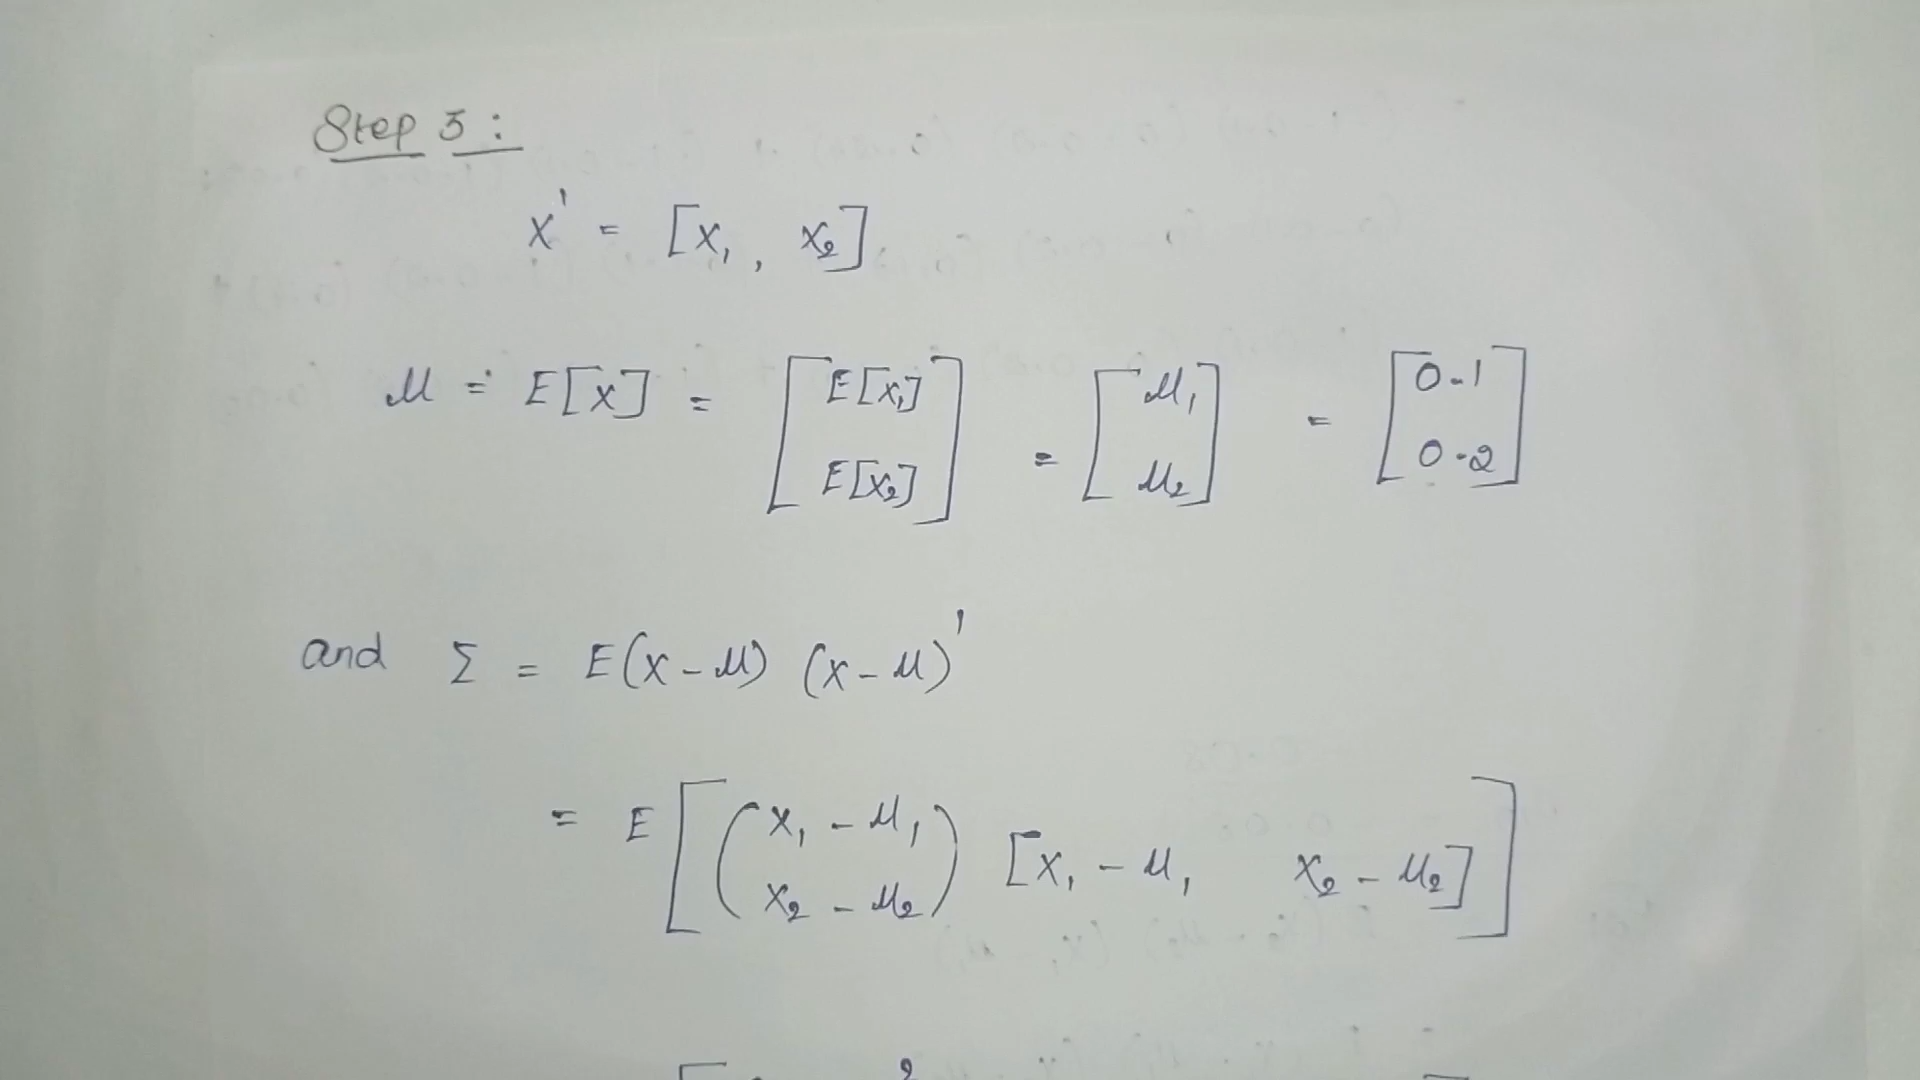 Step 3:
X' = [X₁, X₂]
μ = E[X] = [E[X₁] E[X₂]] = [μ₁ μ₂] = [0.1 0.2]
and Σ = E(X-μ) (X-μ)'
= E[(X₁ - μ₁ X₂ - μ₂) [X₁ - μ₁ X₂ - μ₂]]